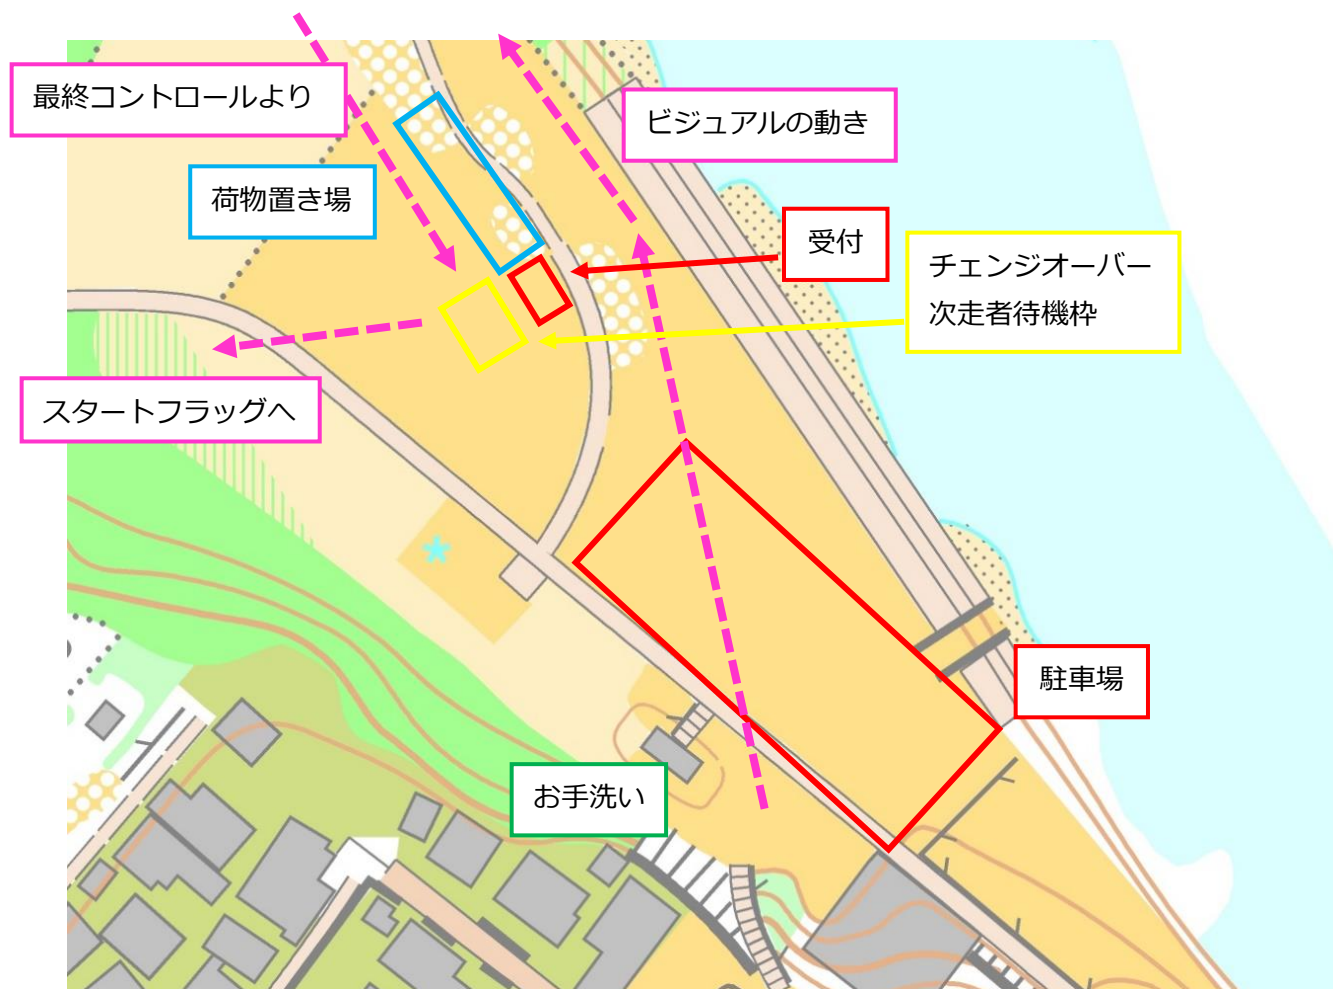 最終コントロールより
ビジュアルの動き
荷物置き場
受付
チェンジオーバー
次走者待機枠
スタートフラッグへ
駐車場
お手洗い